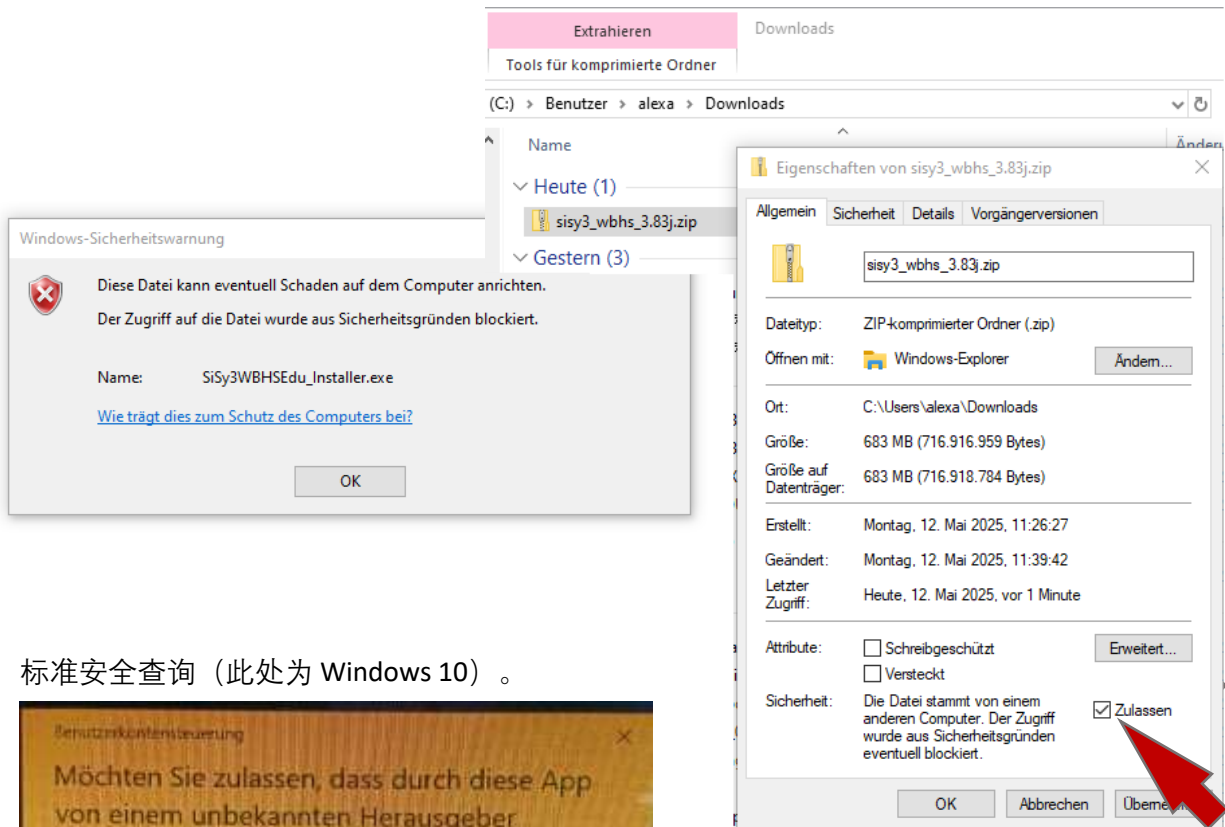 Extrahieren
Downloads
Tools für komprimierte Ordner
(C:) > Benutzer > alexa > Downloads
Name
Heute (1)
sisy3_wbhs_3.83j.zip
Gestern (3)
Windows-Sicherheitswarnung
Diese Datei kann eventuell Schaden auf dem Computer anrichten.
Der Zugriff auf die Datei wurde aus Sicherheitsgründen blockiert.
Name: SiSy3WBHSEdu_Installer.exe
Wie trägt dies zum Schutz des Computers bei?
OK
Eigenschaften von sisy3_wbhs_3.83j.zip
Allgemein Sicherheit Details Vorgängerversionen
sisy3_wbhs_3.83j.zip
Dateityp: ZIP-komprimierter Ordner (.zip)
Öffnen mit: Windows-Explorer Ändern...
Ort: C:\Users\alexa\Downloads
Größe: 683 MB (716.916.959 Bytes)
Größe auf
Datenträger: 683 MB (716.918.784 Bytes)
Erstellt: Montag, 12. Mai 2025, 11:26:27
Geändert: Montag, 12. Mai 2025, 11:39:42
Letzter
Zugriff: Heute, 12. Mai 2025, vor 1 Minute
Attribute: Schreibgeschützt Erweitert...
Versteckt
Sicherheit: Die Datei stammt von einem
anderen Computer. Der Zugriff
wurde aus Sicherheitsgründen
eventuell blockiert.
Zulassen
OK Abbrechen
标准安全查询（此处为 Windows 10）。
Benutzerkontensteuerung
Möchten Sie zulassen, dass durch diese App
von einem unbekannten Herausgeber